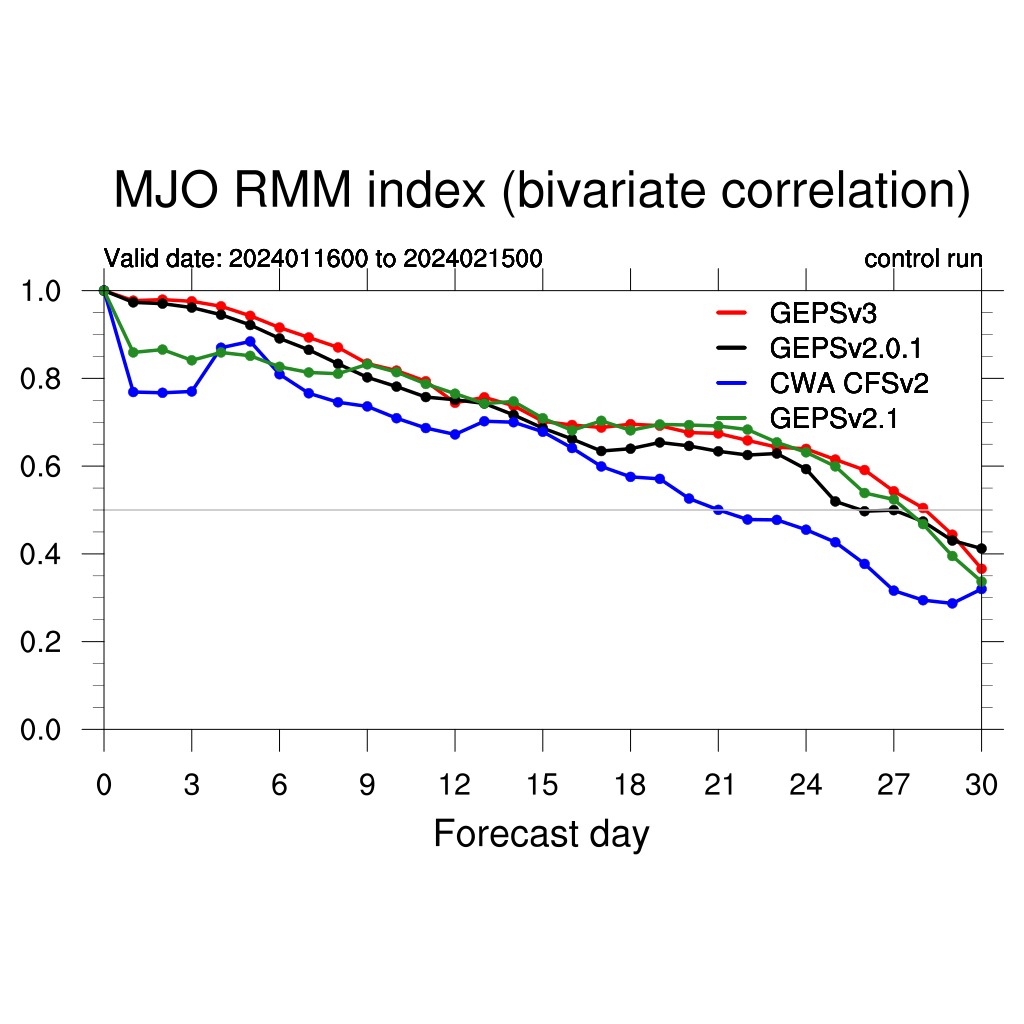 MJO RMM index (bivariate correlation)
Valid date: 2024011600 to 2024021500 control run
1.0
GEPSv3
GEPSv2.0.1
0.8
CWA CFSv2
GEPSv2.1
0.6
0.4
0.2
0.0
0 3 6 9 12 15 18 21 24 27 30
Forecast day